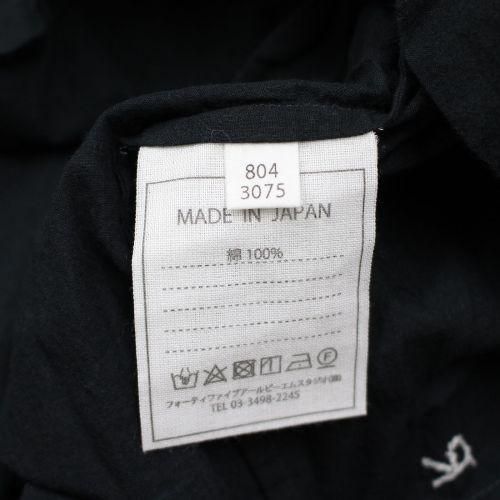 804
3075
MADE IN JAPAN
綿 100%
フォーティファイブアールピーエムスタジオ(株)
TEL 03-3498-2245